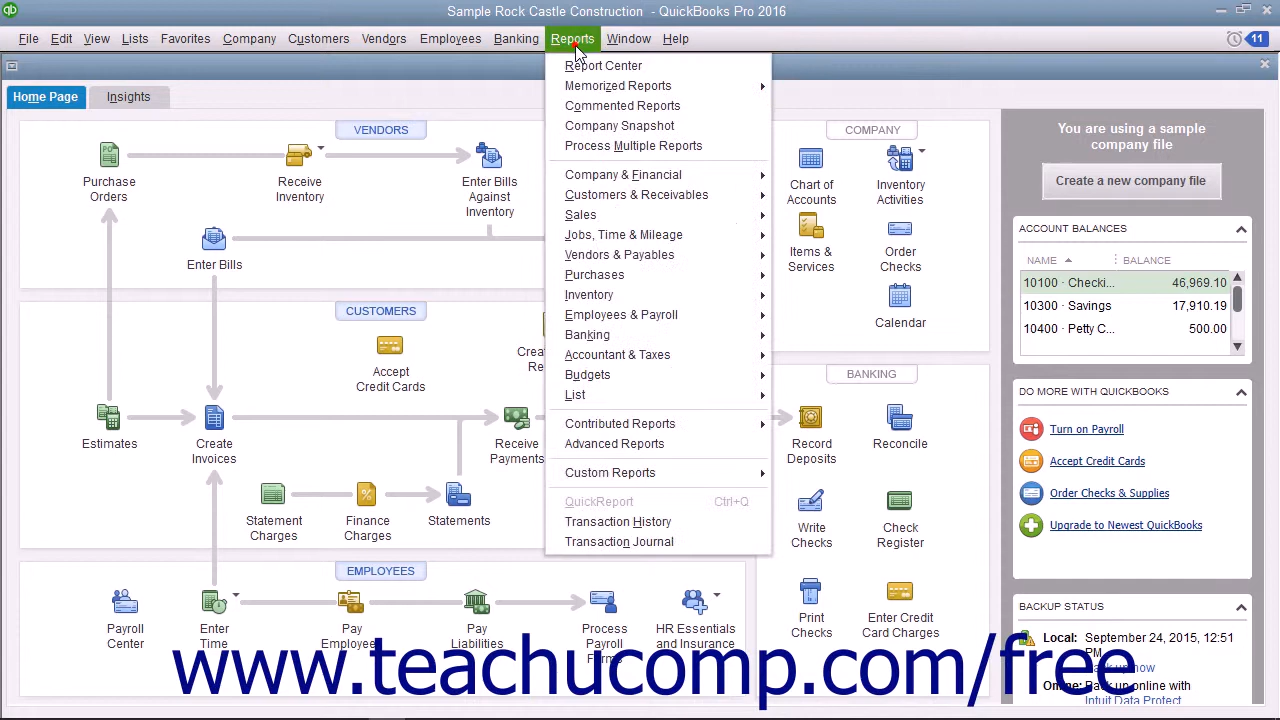 qb
Sample Rock Castle Construction - QuickBooks Pro 2016
File Edit View Lists Favorites Company Customers Vendors Employees Banking Reports Window Help
11
Home Page Insights
VENDORS
Purchase
Orders
Receive
Inventory
Enter Bills
Against
Inventory
Enter Bills
CUSTOMERS
Accept
Credit Cards
Estimates
Create
Invoices
Receive
Payments
Statement
Charges
Finance
Charges
Statements
EMPLOYEES
Payroll
Center
Enter
Time
Pay
Employee
Pay
Liabilities
Process
Payroll
Forms
HR Essentials
and Insurance
Report Center
Memorized Reports
Commented Reports
Company Snapshot
Process Multiple Reports
Company & Financial
Customers & Receivables
Sales
Jobs, Time & Mileage
Vendors & Payables
Purchases
Inventory
Employees & Payroll
Banking
Accountant & Taxes
Budgets
List
Contributed Reports
Advanced Reports
Custom Reports
QuickReport Ctrl+Q
Transaction History
Transaction Journal
COMPANY
Chart of
Accounts
Inventory
Activities
Items &
Services
Order
Checks
Calendar
BANKING
Record
Deposits
Reconcile
Write
Checks
Check
Register
Print
Checks
Enter Credit
Card Charges
You are using a sample
company file
Create a new company file
ACCOUNT BALANCES
NAME BALANCE
10100 · Checki... 46,969.10
10300 · Savings 17,910.19
10400 · Petty C... 500.00
DO MORE WITH QUICKBOOKS
Turn on Payroll
Accept Credit Cards
Order Checks & Supplies
Upgrade to Newest QuickBooks
BACKUP STATUS
Local: September 24, 2015, 12:51
PM
Back up now
Online: Back up online with
Intuit Data Protect
www.teachucomp.com/free